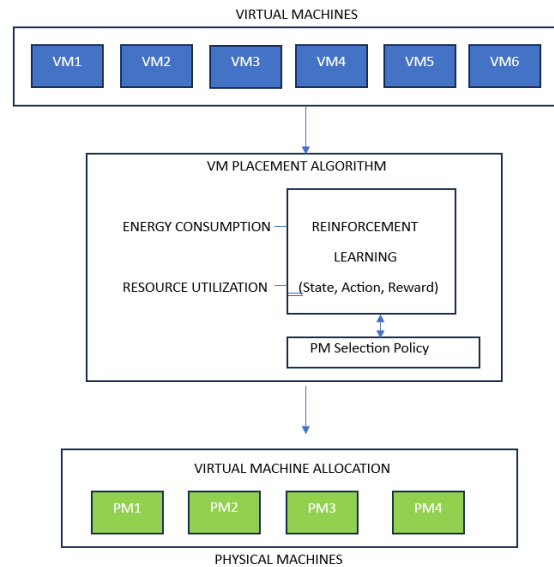 VIRTUAL MACHINES
VM1 VM2 VM3 VM4 VM5 VM6
VM PLACEMENT ALGORITHM
ENERGY CONSUMPTION
REINFORCEMENT
LEARNING
RESOURCE UTILIZATION
(State, Action, Reward)
PM Selection Policy
VIRTUAL MACHINE ALLOCATION
PM1 PM2 PM3 PM4
PHYSICAL MACHINES